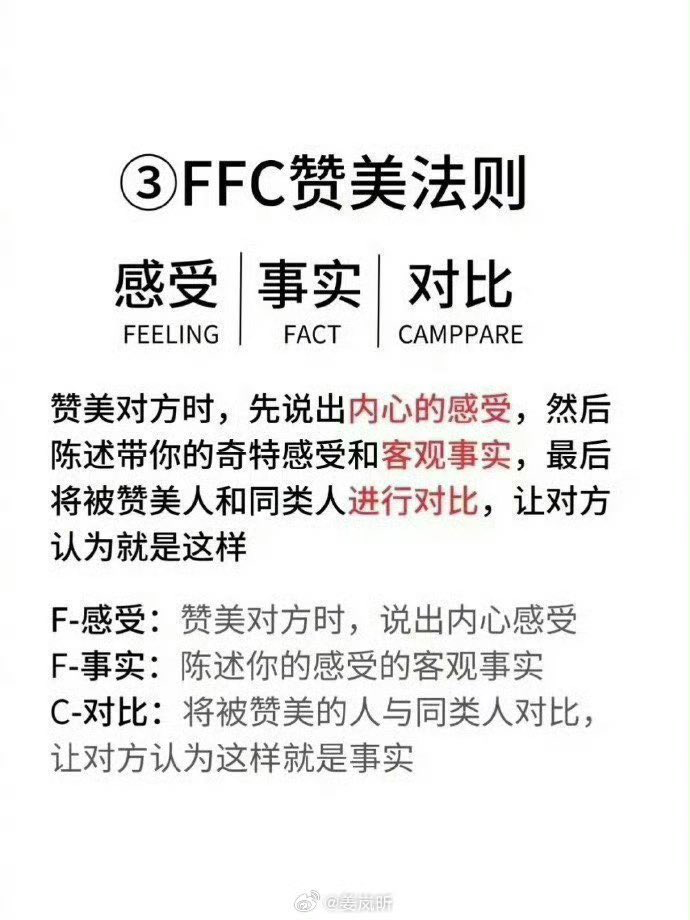 ③FFC赞美法则
感受 事实 对比
FEELING FACT CAMPPARE
赞美对方时，先说出内心的感受，然后
陈述带你的奇特感受和客观事实，最后
将被赞美人和同类人进行对比，让对方
认为就是这样
F-感受：赞美对方时，说出内心感受
F-事实：陈述你的感受的客观事实
C-对比：将被赞美的人与同类人对比，
让对方认为这样就是事实
@姜岚昕